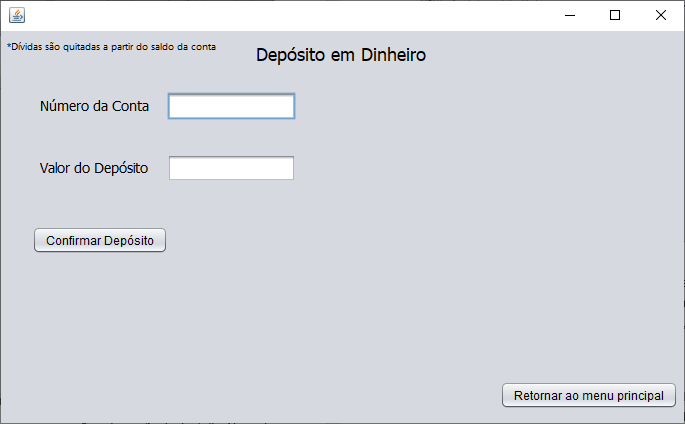 *Dívidas são quitadas a partir do saldo da conta
Depósito em Dinheiro
Número da Conta
Valor do Depósito
Confirmar Depósito
Retornar ao menu principal